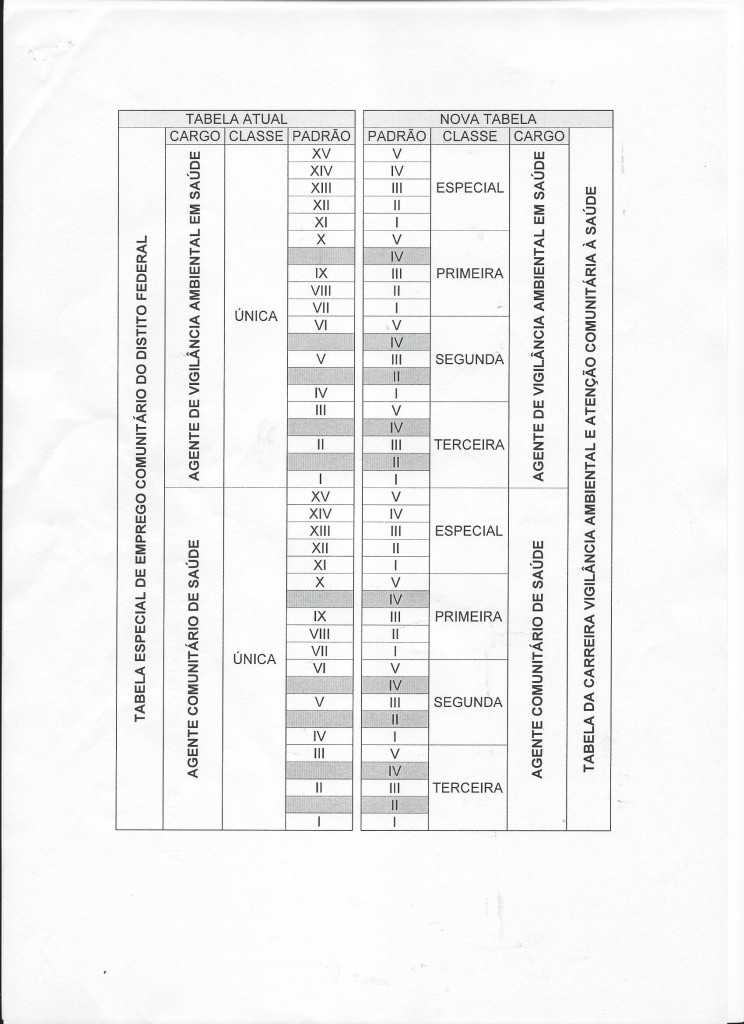 TABELA ATUAL NOVA TABELA
CARGO CLASSE PADRÃO PADRÃO CLASSE CARGO
TABELA ESPECIAL DE EMPREGO COMUNITÁRIO DO DISTITO FEDERAL
AGENTE DE VIGILÂNCIA AMBIENTAL EM SAÚDE
ÚNICA
XV V
XIV IV
XIII III ESPECIAL
XII II
XI I
X V
IV
IX III PRIMEIRA
VIII II
VII I
VI V
IV
V III SEGUNDA
II
IV I
III V
IV
II III TERCEIRA
II
I I
AGENTE DE VIGILÂNCIA AMBIENTAL EM SAÚDE
AGENTE COMUNITÁRIO DE SAÚDE
ÚNICA
XV V
XIV IV
XIII III ESPECIAL
XII II
XI I
X V
IV
IX III PRIMEIRA
VIII II
VII I
VI V
IV
V III SEGUNDA
II
IV I
III V
IV
II III TERCEIRA
II
I I
AGENTE COMUNITÁRIO DE SAÚDE
TABELA DA CARREIRA VIGILÂNCIA AMBIENTAL E ATENÇÃO COMUNITÁRIA À SAÚDE